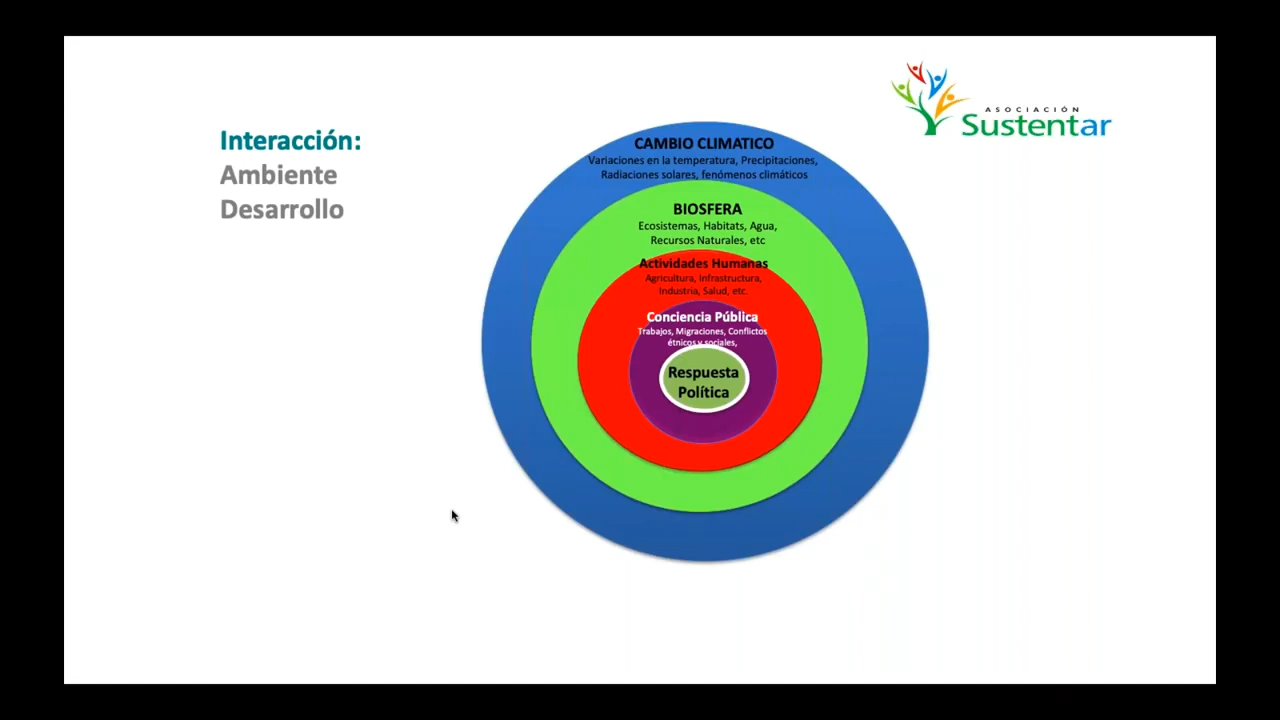 ASOCIACIÓN
Sustentar
Interacción:
Ambiente
Desarrollo
CAMBIO CLIMATICO
Variaciones en la temperatura, Precipitaciones,
Radiaciones solares, fenómenos climáticos
BIOSFERA
Ecosistemas, Habitats, Agua,
Recursos Naturales, etc
Actividades Humanas
Agricultura, Infrastructura,
Industria, Salud, etc
Conciencia Pública
Trabajos, Migraciones, Conflictos
étnicos y sociales,
Respuesta
Política